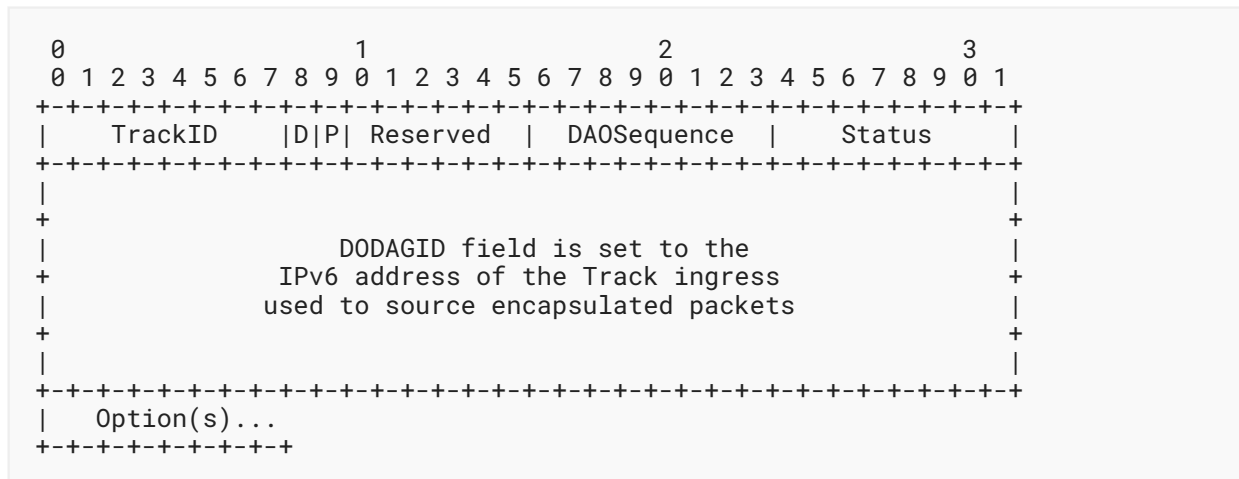 0                   1                   2                   3
 0 1 2 3 4 5 6 7 8 9 0 1 2 3 4 5 6 7 8 9 0 1 2 3 4 5 6 7 8 9 0 1
+-+-+-+-+-+-+-+-+-+-+-+-+-+-+-+-+-+-+-+-+-+-+-+-+-+-+-+-+-+-+-+-+
|    TrackID    |D|P| Reserved  |  DAOSequence  |    Status     |
+-+-+-+-+-+-+-+-+-+-+-+-+-+-+-+-+-+-+-+-+-+-+-+-+-+-+-+-+-+-+-+-+
|                                                               |
+                                                               +
|                   DODAGID field is set to the                 |
+               IPv6 address of the Track ingress               +
|              used to source encapsulated packets              |
+                                                               +
|                                                               |
+-+-+-+-+-+-+-+-+-+-+-+-+-+-+-+-+-+-+-+-+-+-+-+-+-+-+-+-+-+-+-+-+
|   Option(s)...
+-+-+-+-+-+-+-+-+